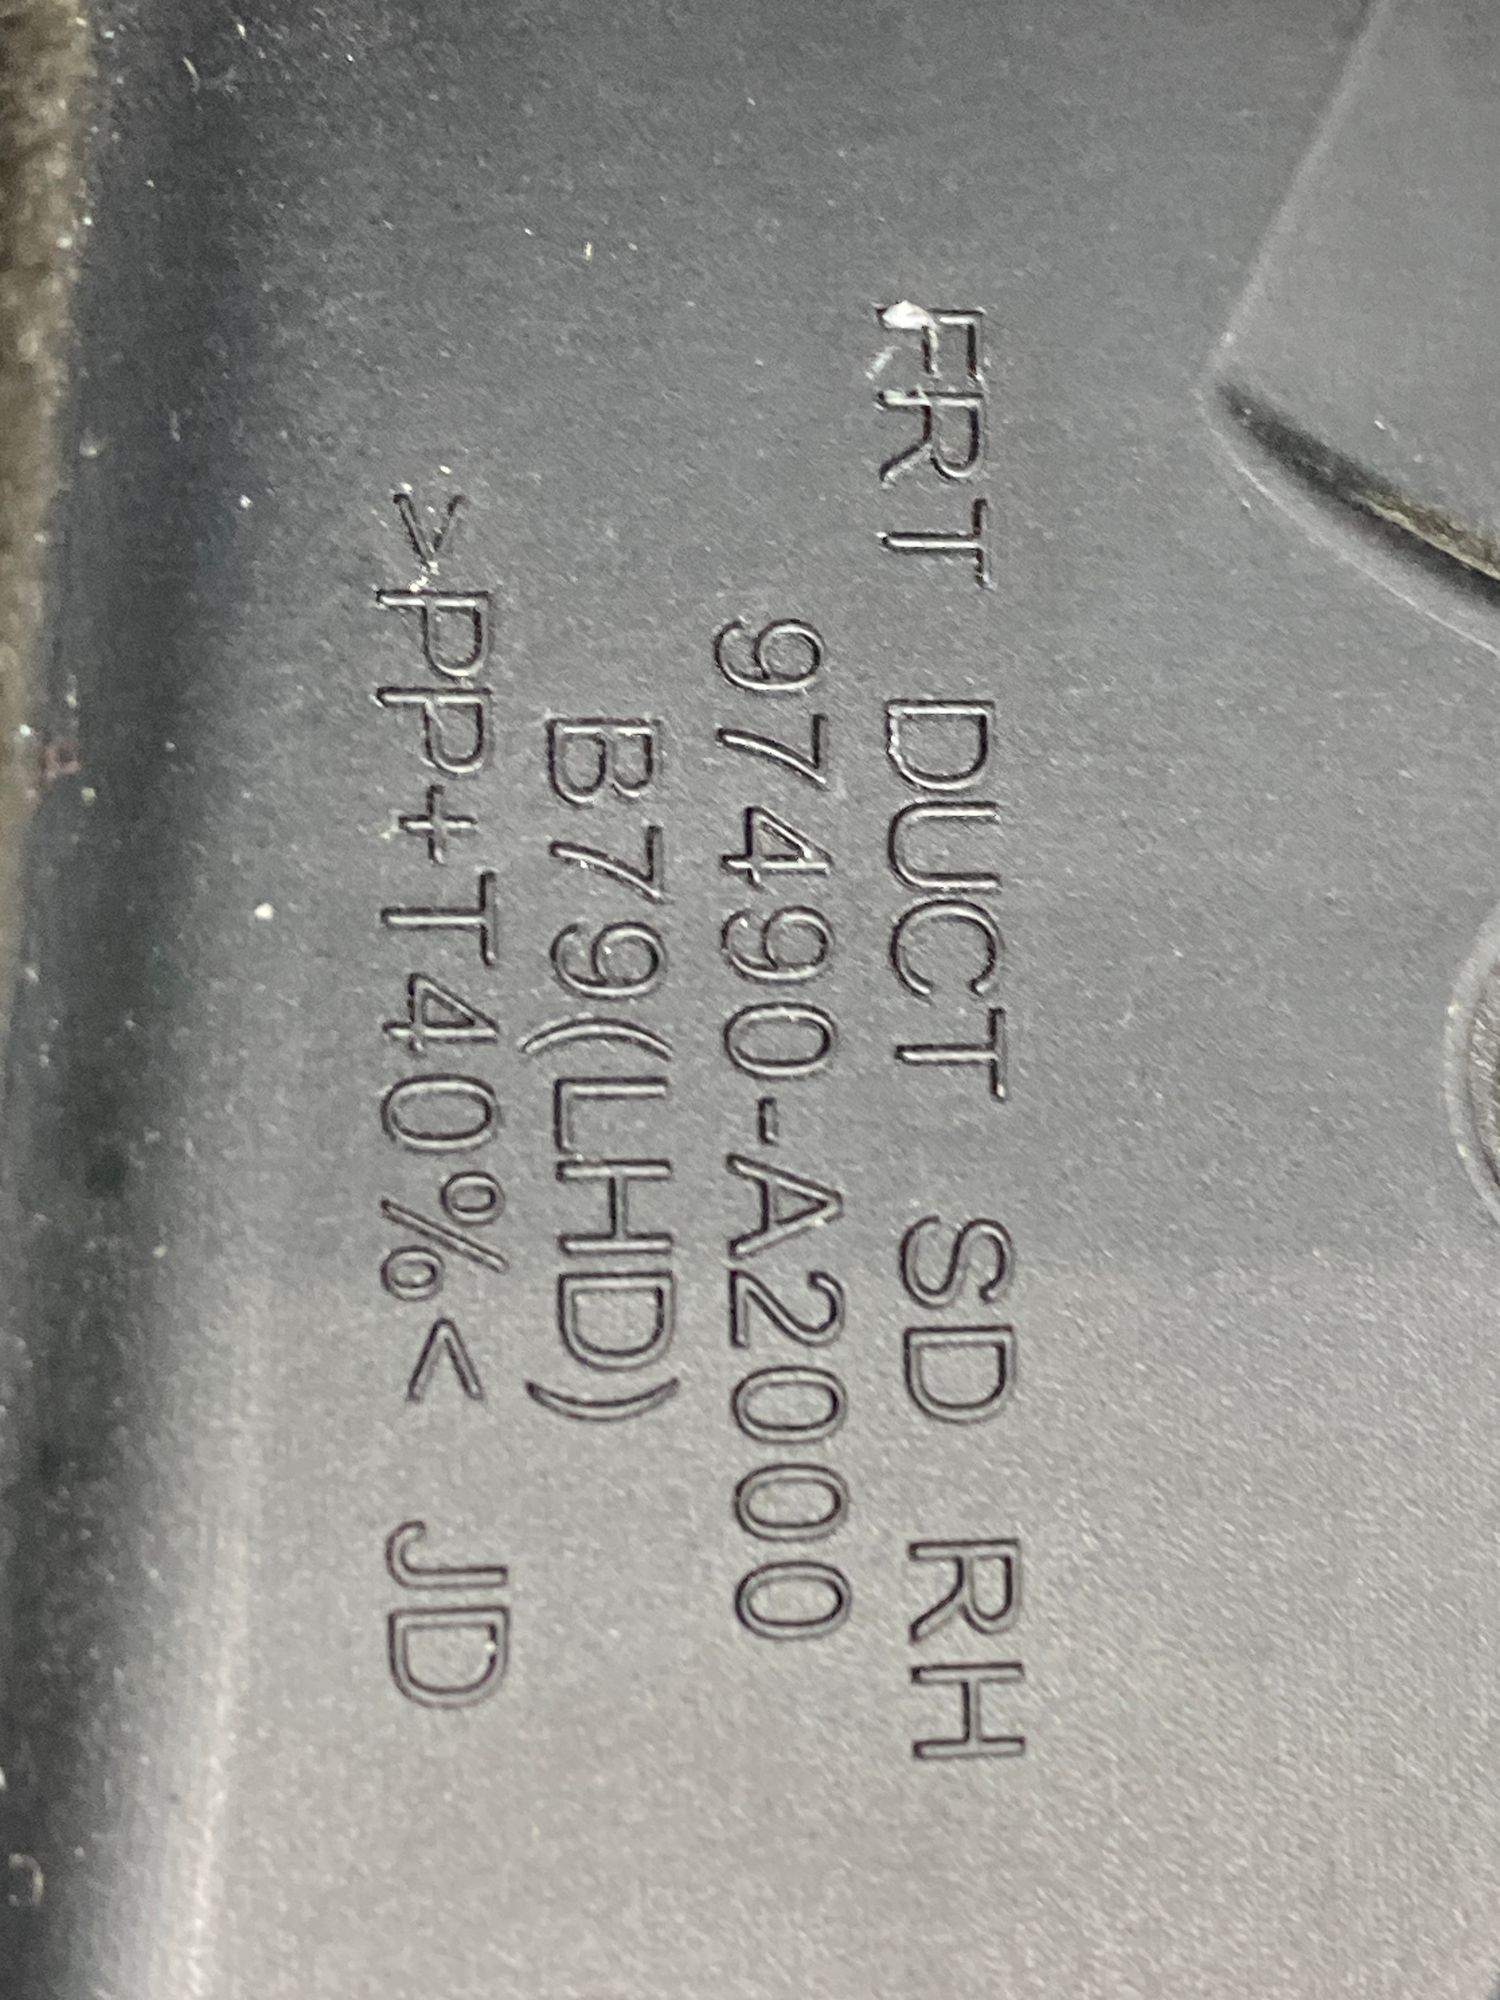 FRT DUCT SD RH
97490-A2000
B79(LHD)
>PP+T40%< JD